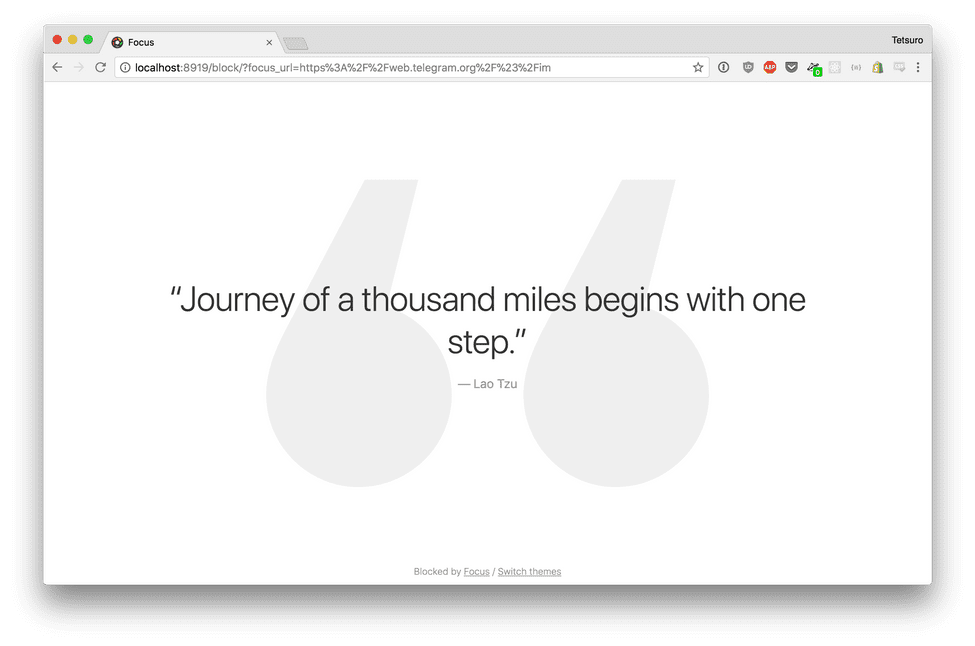 Focus
Tetsuro
localhost:8919/block/?focus_url=https%3A%2F%2Fweb.telegram.org%2F%23%2Fim
ABP
0
“Journey of a thousand miles begins with one
step.”
— Lao Tzu
Blocked by Focus / Switch themes